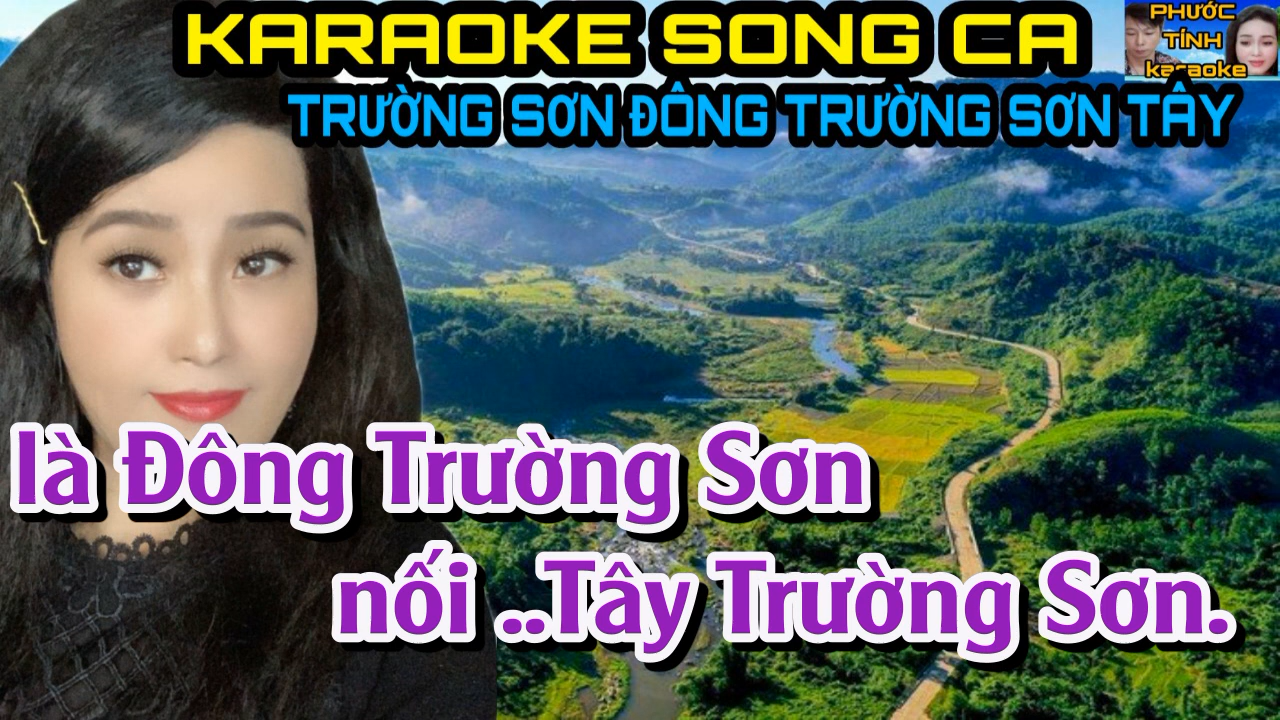 KARAOKE SONG CA
PHƯỚC
TÍNH
karaoke
TRƯỜNG SƠN ĐÔNG TRƯỜNG SƠN TÂY
là Đông Trường Sơn
nối ..Tây Trường Sơn.